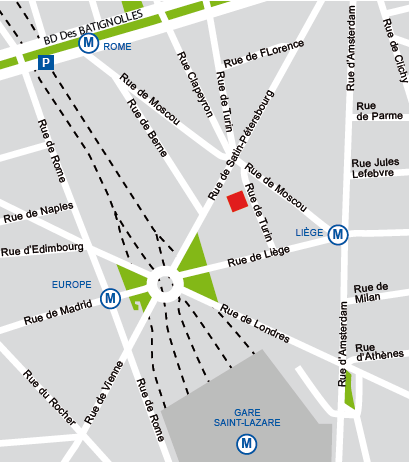 BD Des BATIGNOLLES
M
ROME
P
Rue de FLorence
Rue d'Amsterdam
Rue de Clichy
Rue Clapeyron
Rue de Turin
Rue de Moscou
Rue de Berne
Rue de Satin-Pétersbourg
Rue de Parme
Rue de Rome
Rue Jules Lefebvre
Rue de Moscou
Rue de Turin
Rue de Naples
Rue d'Edimbourg
LIÈGE
M
Rue de Liège
EUROPE
M
Rue de Madrid
Rue de Londres
Rue de Milan
Rue d'Amsterdam
Rue d'Athènes
Rue du Rocher
Rue de Vienne
Rue de Rome
GARE
SAINT-LAZARE
M